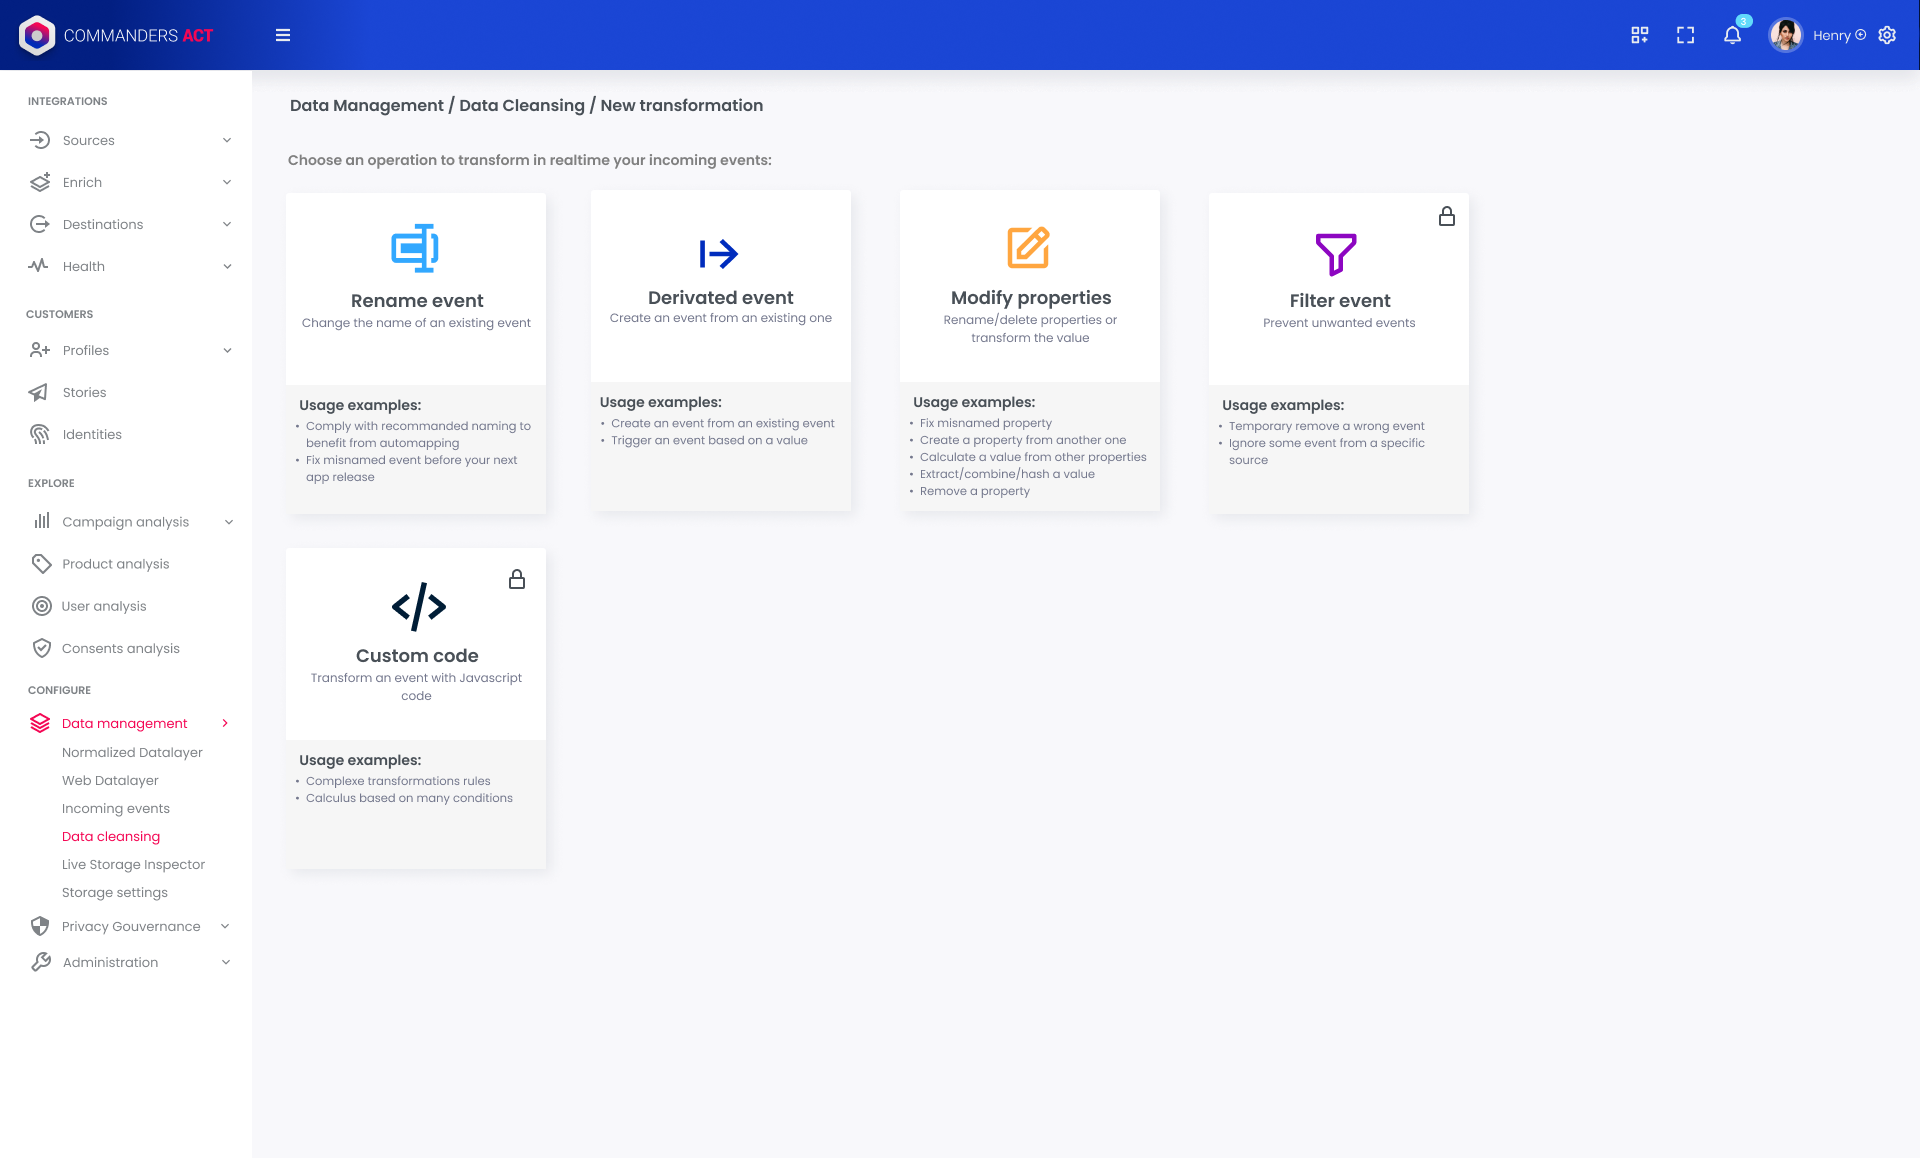 COMMANDERS ACT
3
Henry
INTEGRATIONS
Sources
Enrich
Destinations
Health
CUSTOMERS
Profiles
Stories
Identities
EXPLORE
Campaign analysis
Product analysis
User analysis
Consents analysis
CONFIGURE
Data management
Normalized Datalayer
Web Datalayer
Incoming events
Data cleansing
Live Storage Inspector
Storage settings
Privacy Gouvernance
Administration
Data Management / Data Cleansing / New transformation
Choose an operation to transform in realtime your incoming events:
Rename event
Change the name of an existing event
Usage examples:
• Comply with recommanded naming to
benefit from automapping
• Fix misnamed event before your next
app release
Derivated event
Create an event from an existing one
Usage examples:
• Create an event from an existing event
• Trigger an event based on a value
Modify properties
Rename/delete properties or
transform the value
Usage examples:
• Fix misnamed property
• Create a property from another one
• Calculate a value from other properties
• Extract/combine/hash a value
• Remove a property
Filter event
Prevent unwanted events
Usage examples:
• Temporary remove a wrong event
• Ignore some event from a specific
source
Custom code
Transform an event with Javascript
code
Usage examples:
• Complexe transformations rules
• Calculus based on many conditions